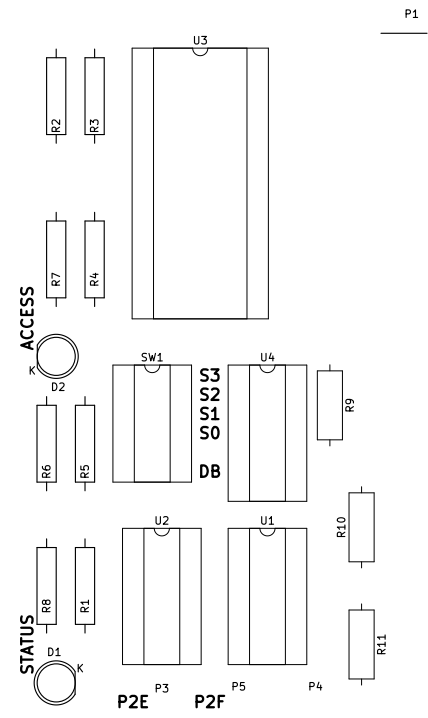 P1
U3
R2
R3
R7
R4
ACCESS
K
D2
SW1
S3
S2
S1
S0
DB
U4
R9
R6
R5
R10
U2
U1
R8
R1
STATUS
D1
K
R11
P3
P5
P4
P2E
P2F